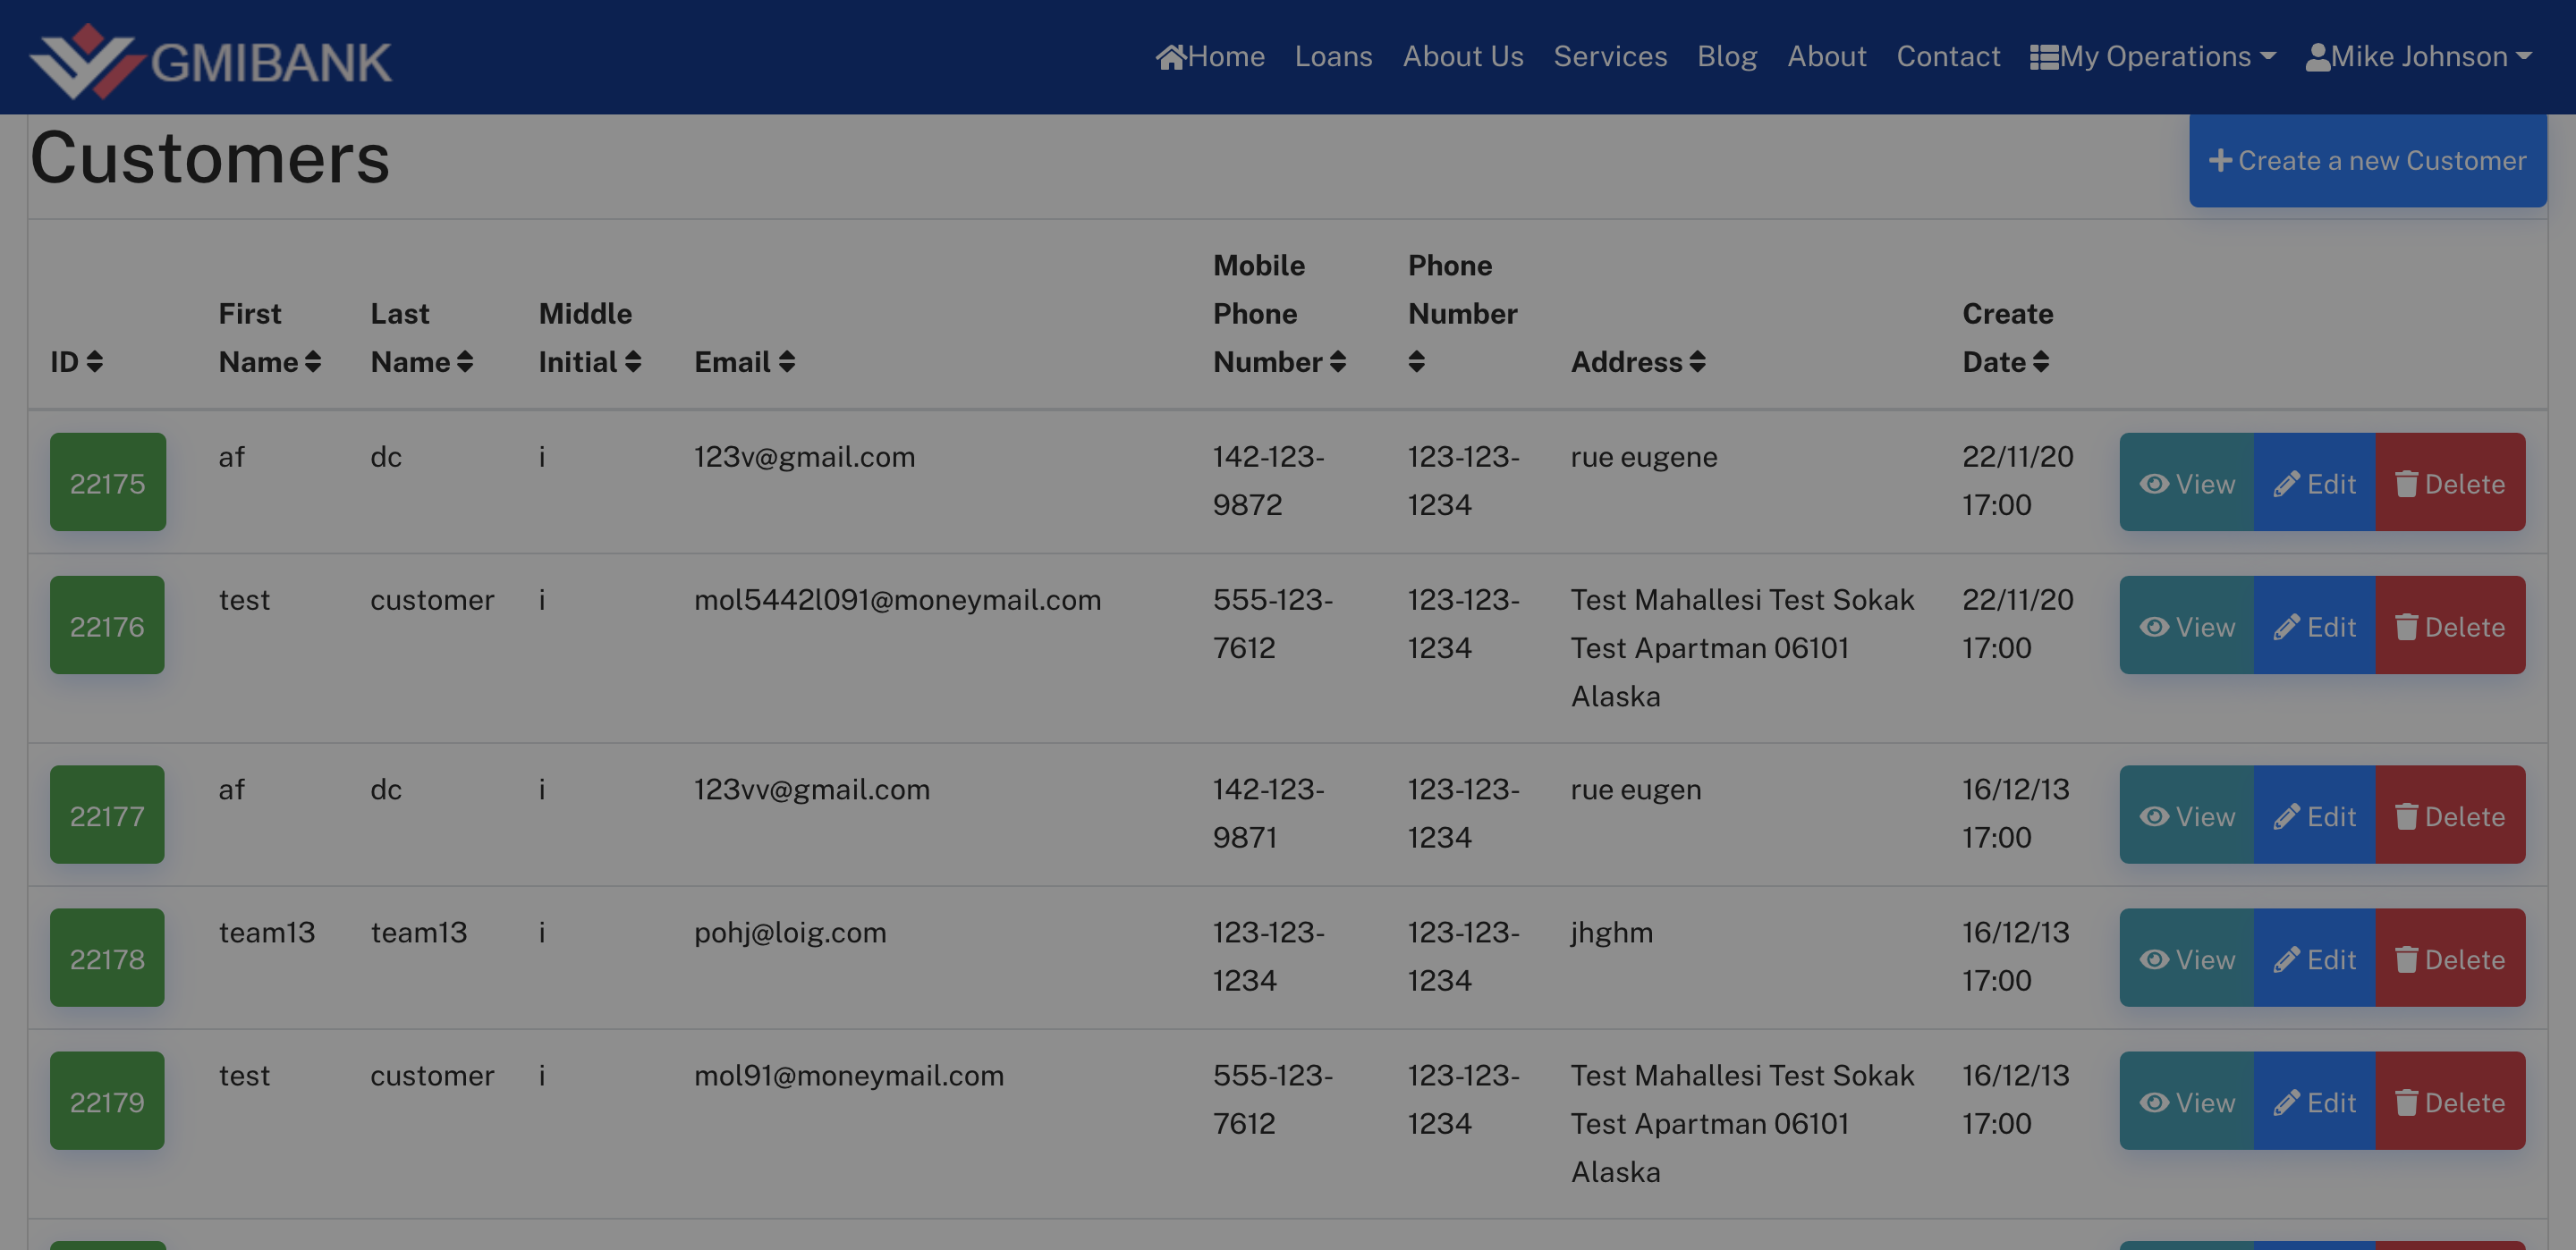 GMIBANK Home Loans About Us Services Blog About Contact My Operations Mike Johnson
Customers Create a new Customer
ID First Name Last Name Middle Initial Email Mobile Phone Number Phone Number Address Create Date
22175 af dc i 123v@gmail.com 142-123-9872 123-123-1234 rue eugene 22/11/20 17:00 View Edit Delete
22176 test customer i mol5442l091@moneymail.com 555-123-7612 123-123-1234 Test Mahallesi Test Sokak Test Apartman 06101 Alaska 22/11/20 17:00 View Edit Delete
22177 af dc i 123vv@gmail.com 142-123-9871 123-123-1234 rue eugen 16/12/13 17:00 View Edit Delete
22178 team13 team13 i pohj@loig.com 123-123-1234 123-123-1234 jhghm 16/12/13 17:00 View Edit Delete
22179 test customer i mol91@moneymail.com 555-123-7612 123-123-1234 Test Mahallesi Test Sokak Test Apartman 06101 Alaska 16/12/13 17:00 View Edit Delete